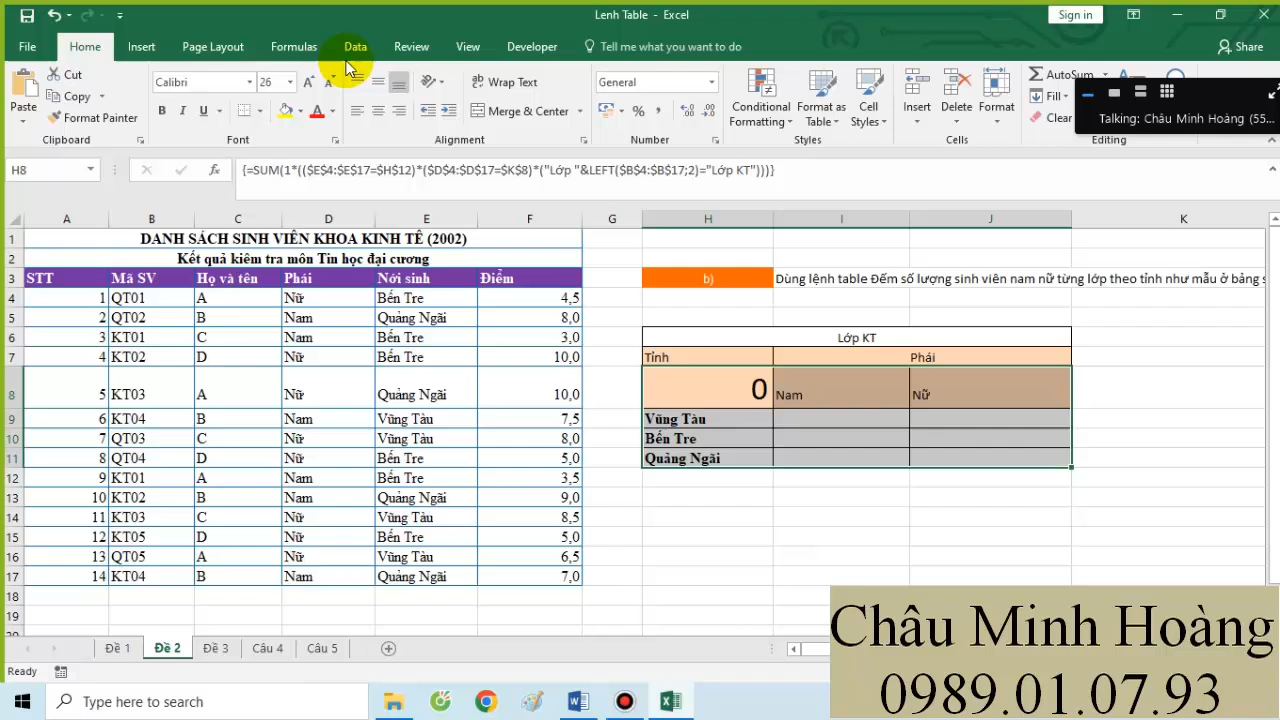 Lenh Table - Excel
Sign in
File Home Insert Page Layout Formulas Data Review View Developer Tell me what you want to do Share
Paste
Cut
Copy
Format Painter
Clipboard
Calibri 26
B I U
Font
Wrap Text
Merge & Center
Alignment
General
Number
Conditional Formatting
Format as Table
Cell Styles
Styles
Insert Delete Format
Cells
AutoSum
Fill
Clear
Editing
Talking: Châu Minh Hoàng (55...
H8 {=SUM(1*(($E$4:$E$17=$H$12)*($D$4:$D$17=$K$8)*("Lớp "&LEFT($B$4:$B$17;2)="Lớp KT")))}
A B C D E F G H I J K
1 DANH SÁCH SINH VIÊN KHOA KINH TẾ (2002)
2 Kết quả kiểm tra môn Tin học đại cương
3 STT Mã SV Họ và tên Phái Nới sinh Điểm b) Dùng lệnh table Đếm số lượng sinh viên nam nữ từng lớp theo tỉnh như mẫu ở bảng s
4 1 QT01 A Nữ Bến Tre 4,5
5 2 QT02 B Nam Quảng Ngãi 8,0
6 3 KT01 C Nam Bến Tre 3,0 Lớp KT
7 4 KT02 D Nữ Bến Tre 10,0 Tỉnh Phái
8 5 KT03 A Nữ Quảng Ngãi 10,0 0 Nam Nữ
9 6 KT04 B Nam Vũng Tàu 7,5 Vũng Tàu
10 7 QT03 C Nữ Vũng Tàu 8,0 Bến Tre
11 8 QT04 D Nữ Bến Tre 5,0 Quảng Ngãi
12 9 KT01 A Nam Bến Tre 3,5
13 10 KT02 B Nam Quảng Ngãi 9,0
14 11 KT03 C Nữ Vũng Tàu 8,5
15 12 KT05 D Nữ Bến Tre 5,0
16 13 QT05 A Nữ Vũng Tàu 6,5
17 14 KT04 B Nam Quảng Ngãi 7,0
18
19
Đề 1 Đề 2 Đề 3 Câu 4 Câu 5
Ready
Châu Minh Hoàng
0989.01.07.93
Type here to search